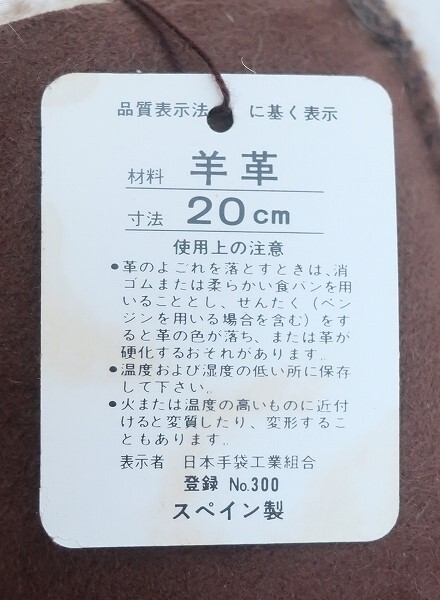 品質表示法 に基く表示
材料 羊革
寸法 20cm
使用上の注意
●革のよごれを落とすときは、消
ゴムまたは柔らかい食パンを用
いることとし、せんたく（ベン
ジンを用いる場合を含む）をす
ると革の色が落ち、または革が
硬化するおそれがあります。
●温度および湿度の低い所に保存
して下さい。
●火または温度の高いものに近付
けると変質したり、変形するこ
ともあります。
表示者 日本手袋工業組合
登録 No.300
スペイン製